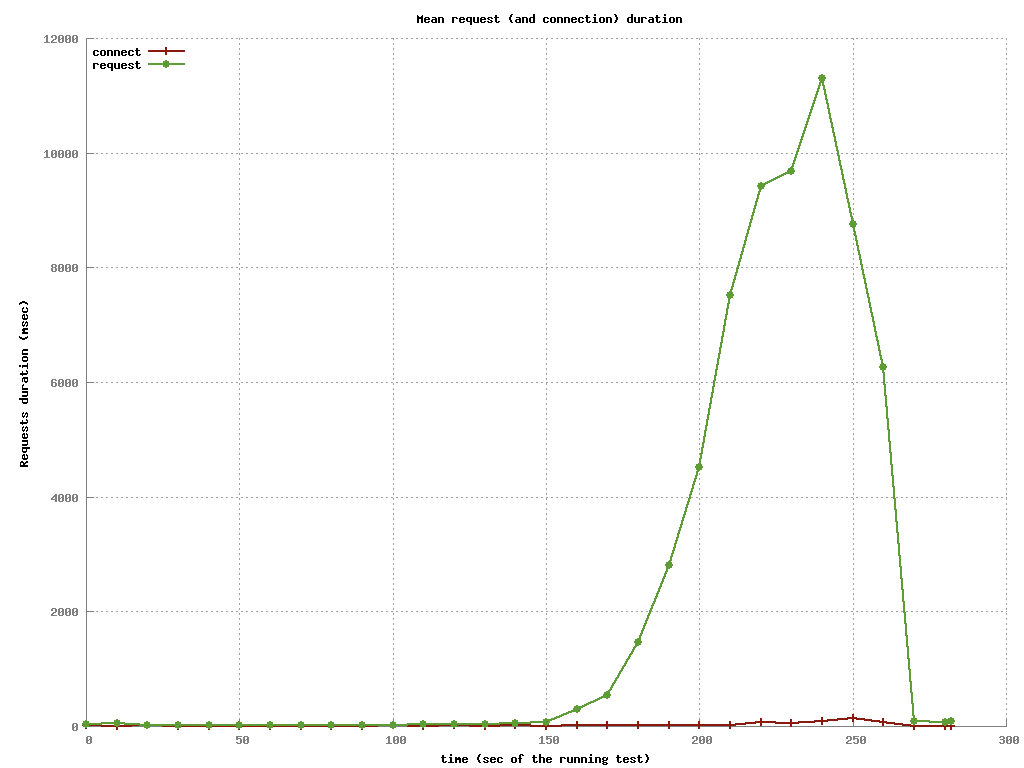 Mean request (and connection) duration
12000
connect
request
10000
8000
6000
4000
2000
0
Requests duration (msec)
0 50 100 150 200 250 300
time (sec of the running test)